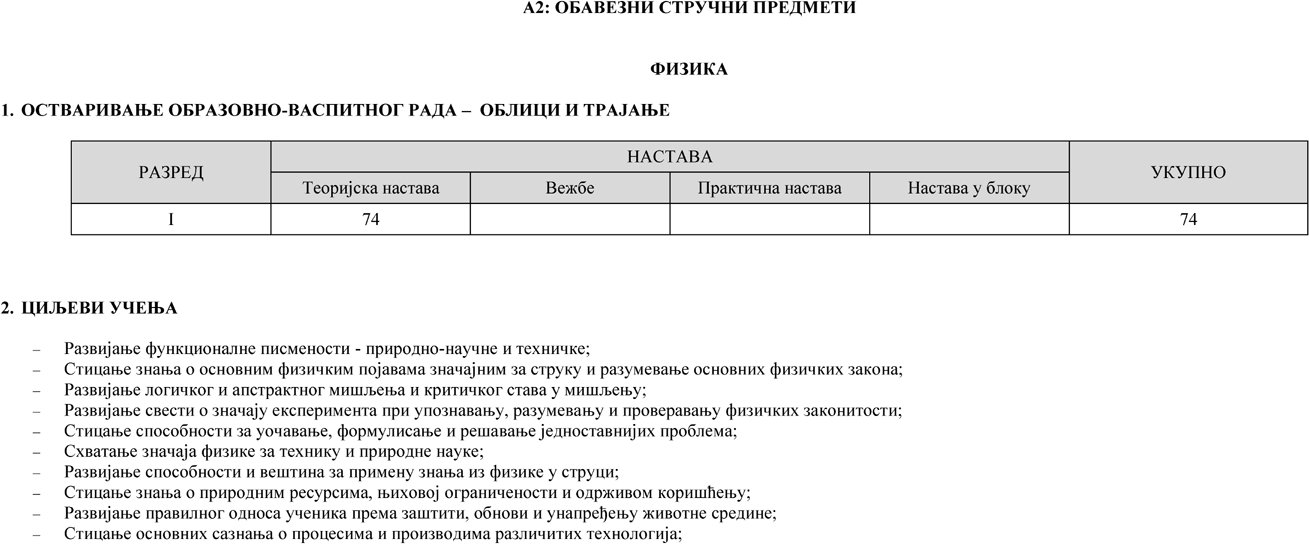 А2: ОБАВЕЗНИ СТРУЧНИ ПРЕДМЕТИ
ФИЗИКА
1. ОСТВАРИВАЊЕ ОБРАЗОВНО-ВАСПИТНОГ РАДА – ОБЛИЦИ И ТРАЈАЊЕ
РАЗРЕД НАСТАВА УКУПНО
Теоријска настава Вежбе Практична настава Настава у блоку
I 74 74
2. ЦИЉЕВИ УЧЕЊА
– Развијање функционалне писмености - природно-научне и техничке;
– Стицање знања о основним физичким појавама значајним за струку и разумевање основних физичких закона;
– Развијање логичког и апстрактног мишљења и критичког става у мишљењу;
– Развијање свести о значају експеримента при упознавању, разумевању и проверавању физичких законитости;
– Стицање способности за уочавање, формулисање и решавање једноставнијих проблема;
– Схватање значаја физике за технику и природне науке;
– Развијање способности и вештина за примену знања из физике у струци;
– Стицање знања о природним ресурсима, њиховој ограничености и одрживом коришћењу;
– Развијање правилног односа ученика према заштити, обнови и унапређењу животне средине;
– Стицање основних сазнања о процесима и производима различитих технологија;